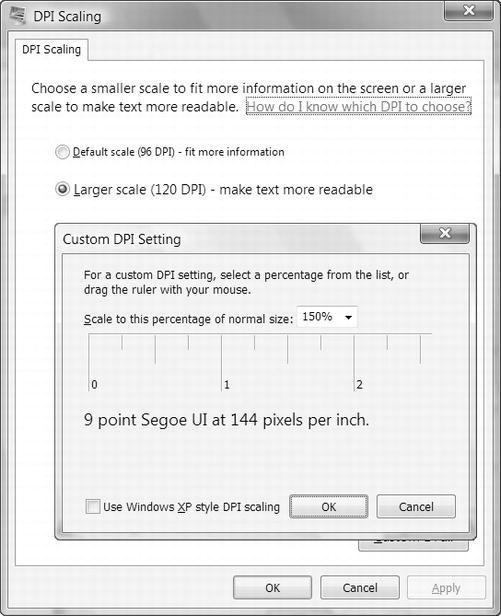 DPI Scaling
DPI Scaling
Choose a smaller scale to fit more information on the screen or a larger
scale to make text more readable. How do I know which DPI to choose?
Default scale (96 DPI) - fit more information
Larger scale (120 DPI) - make text more readable
Custom DPI Setting
For a custom DPI setting, select a percentage from the list, or
drag the ruler with your mouse.
Scale to this percentage of normal size: 150%
0 1 2
9 point Segoe UI at 144 pixels per inch.
Use Windows XP style DPI scaling OK Cancel
OK Cancel Apply